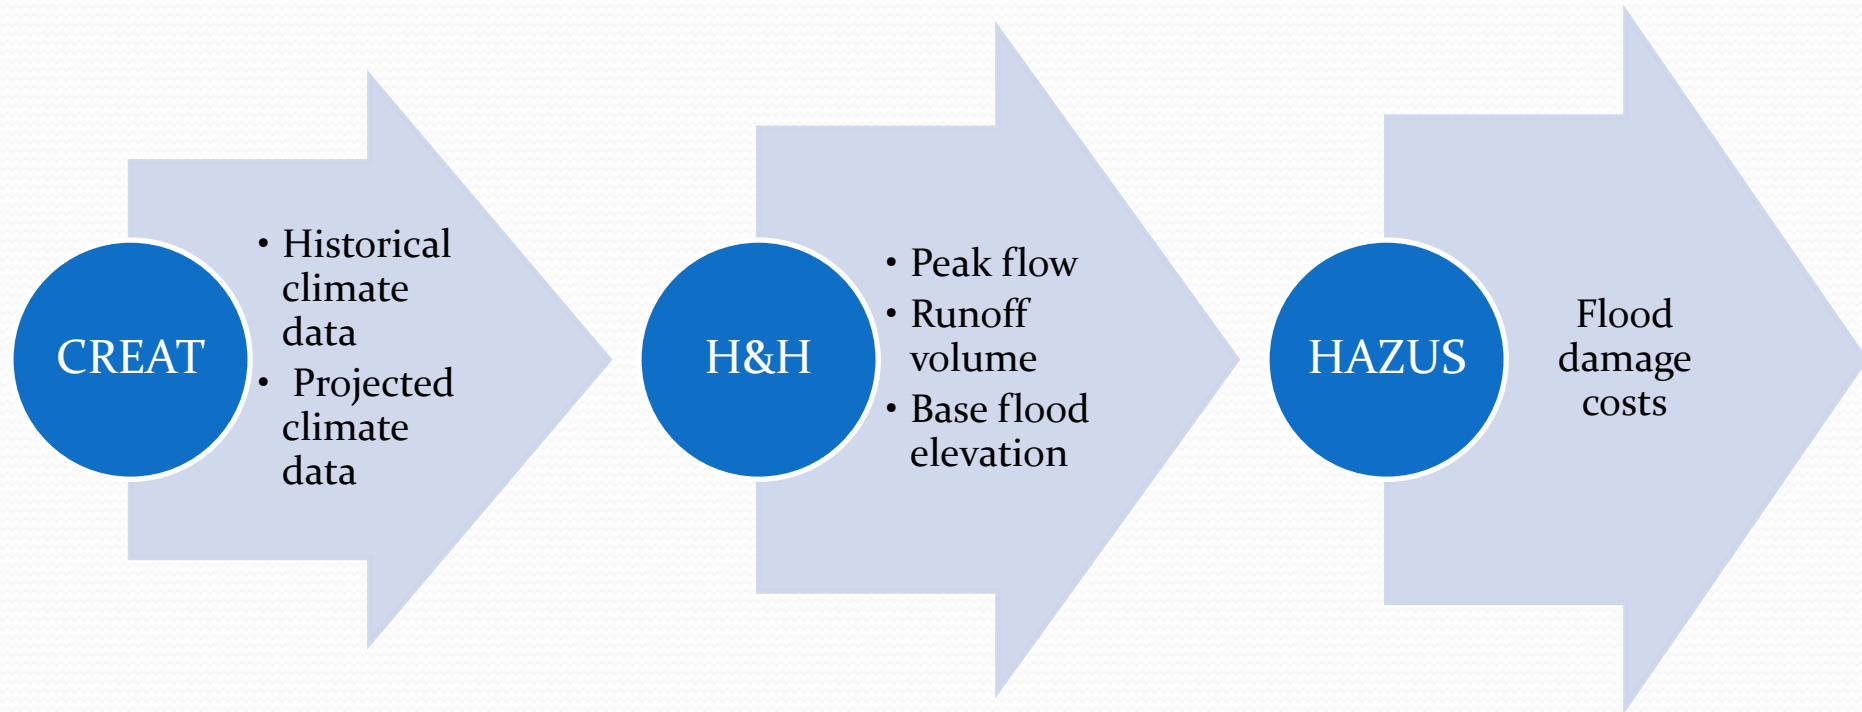 CREAT
• Historical
climate
data
• Projected
climate
data
H&H
• Peak flow
• Runoff
volume
• Base flood
elevation
HAZUS
Flood
damage
costs